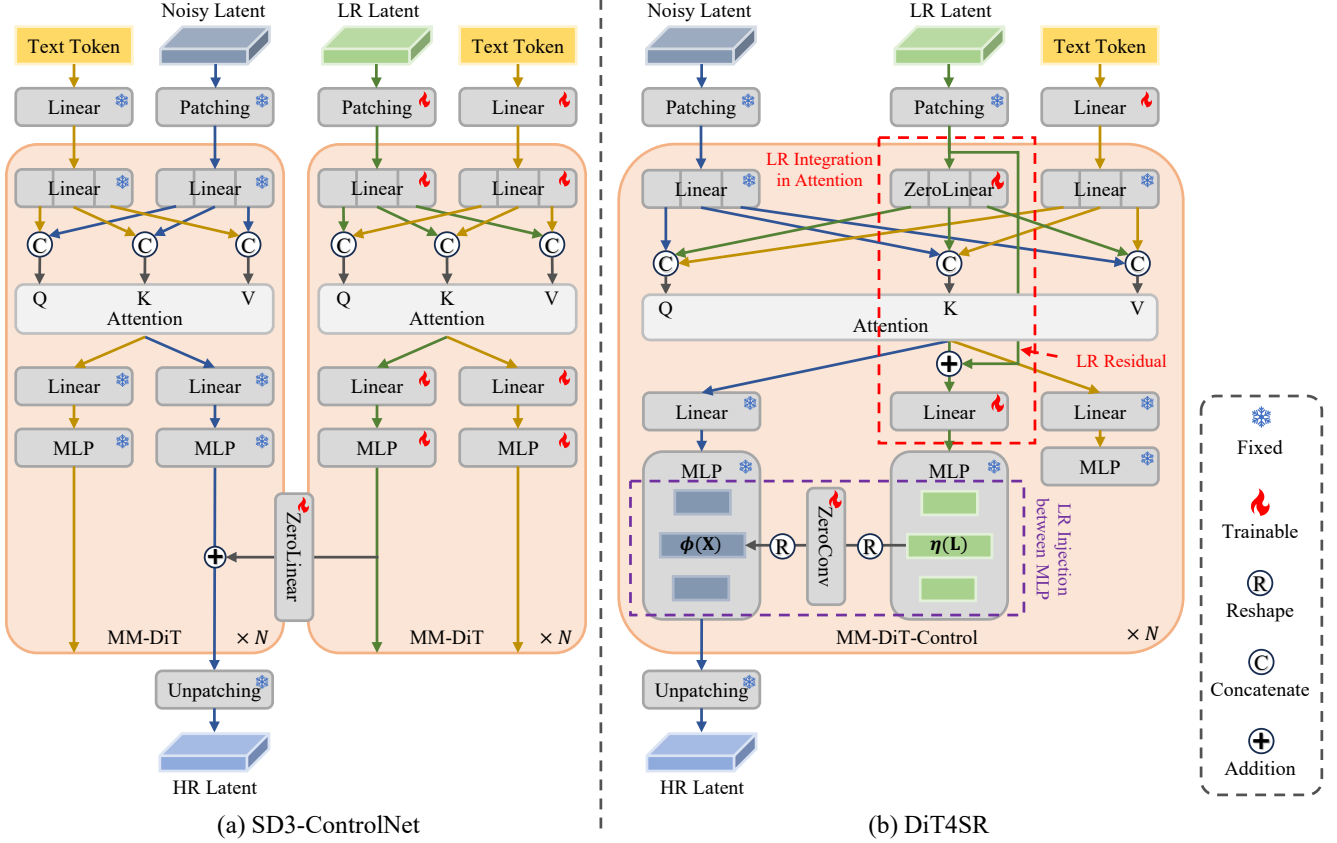 Noisy Latent
LR Latent
Text Token
Text Token
Linear
Patching
Patching
Linear
Linear
Linear
Linear
Linear
C
C
C
C
C
C
Q
K
V
Q
K
V
Attention
Attention
Linear
Linear
Linear
Linear
MLP
MLP
MLP
MLP
ZeroLinear
MM-DiT
× N
MM-DiT
× N
Unpatching
HR Latent
(a) SD3-ControlNet
Noisy Latent
LR Latent
Text Token
Patching
Patching
Linear
LR Integration
in Attention
Linear
ZeroLinear
Linear
C
C
C
Q
K
V
Attention
LR Residual
Linear
Linear
Linear
MLP
MLP
MLP
ϕ(X)
R
ZeroConv
R
η(L)
LR Injection
between MLP
MM-DiT-Control
× N
Unpatching
HR Latent
(b) DiT4SR
Fixed
Trainable
R
Reshape
C
Concatenate
Addition